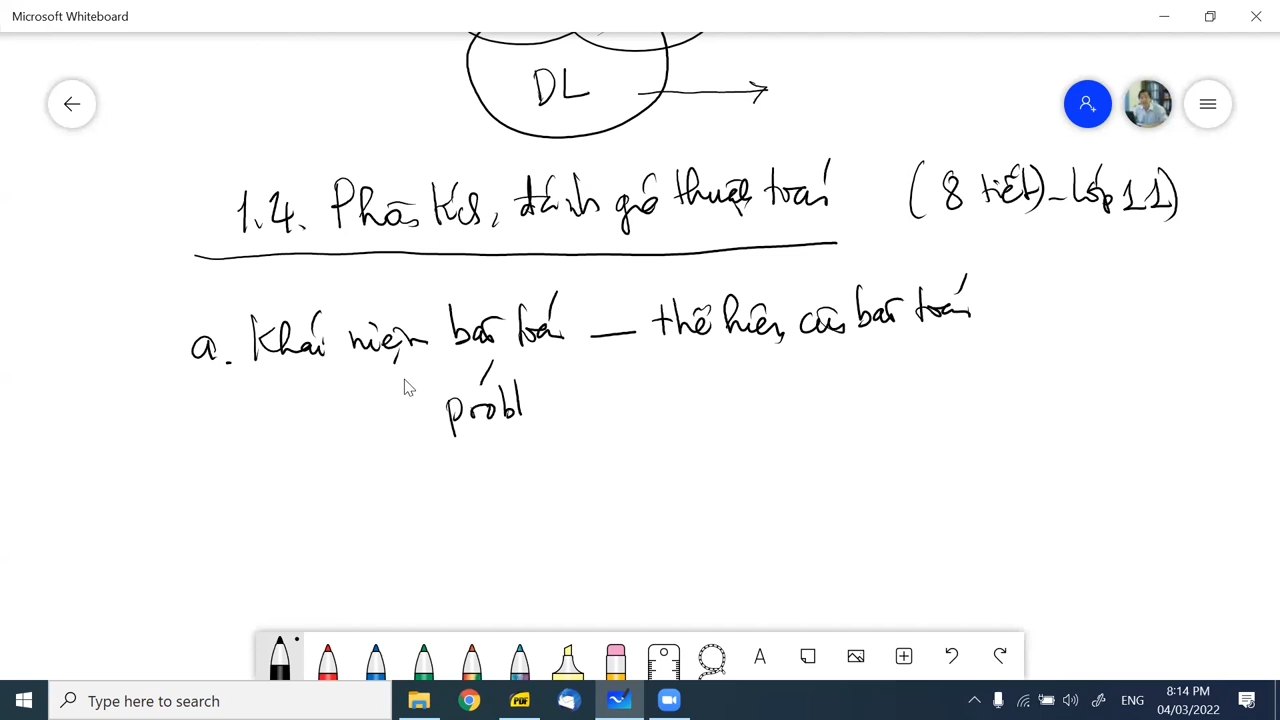 Microsoft Whiteboard
DL
1.4. Phân tích, đánh giá thuật toán (8 tiết) - lớp 11)
a. Khái niệm bài toán — thể hiện của bài toán
probl
A
Type here to search
PDF
ENG
8:14 PM
04/03/2022